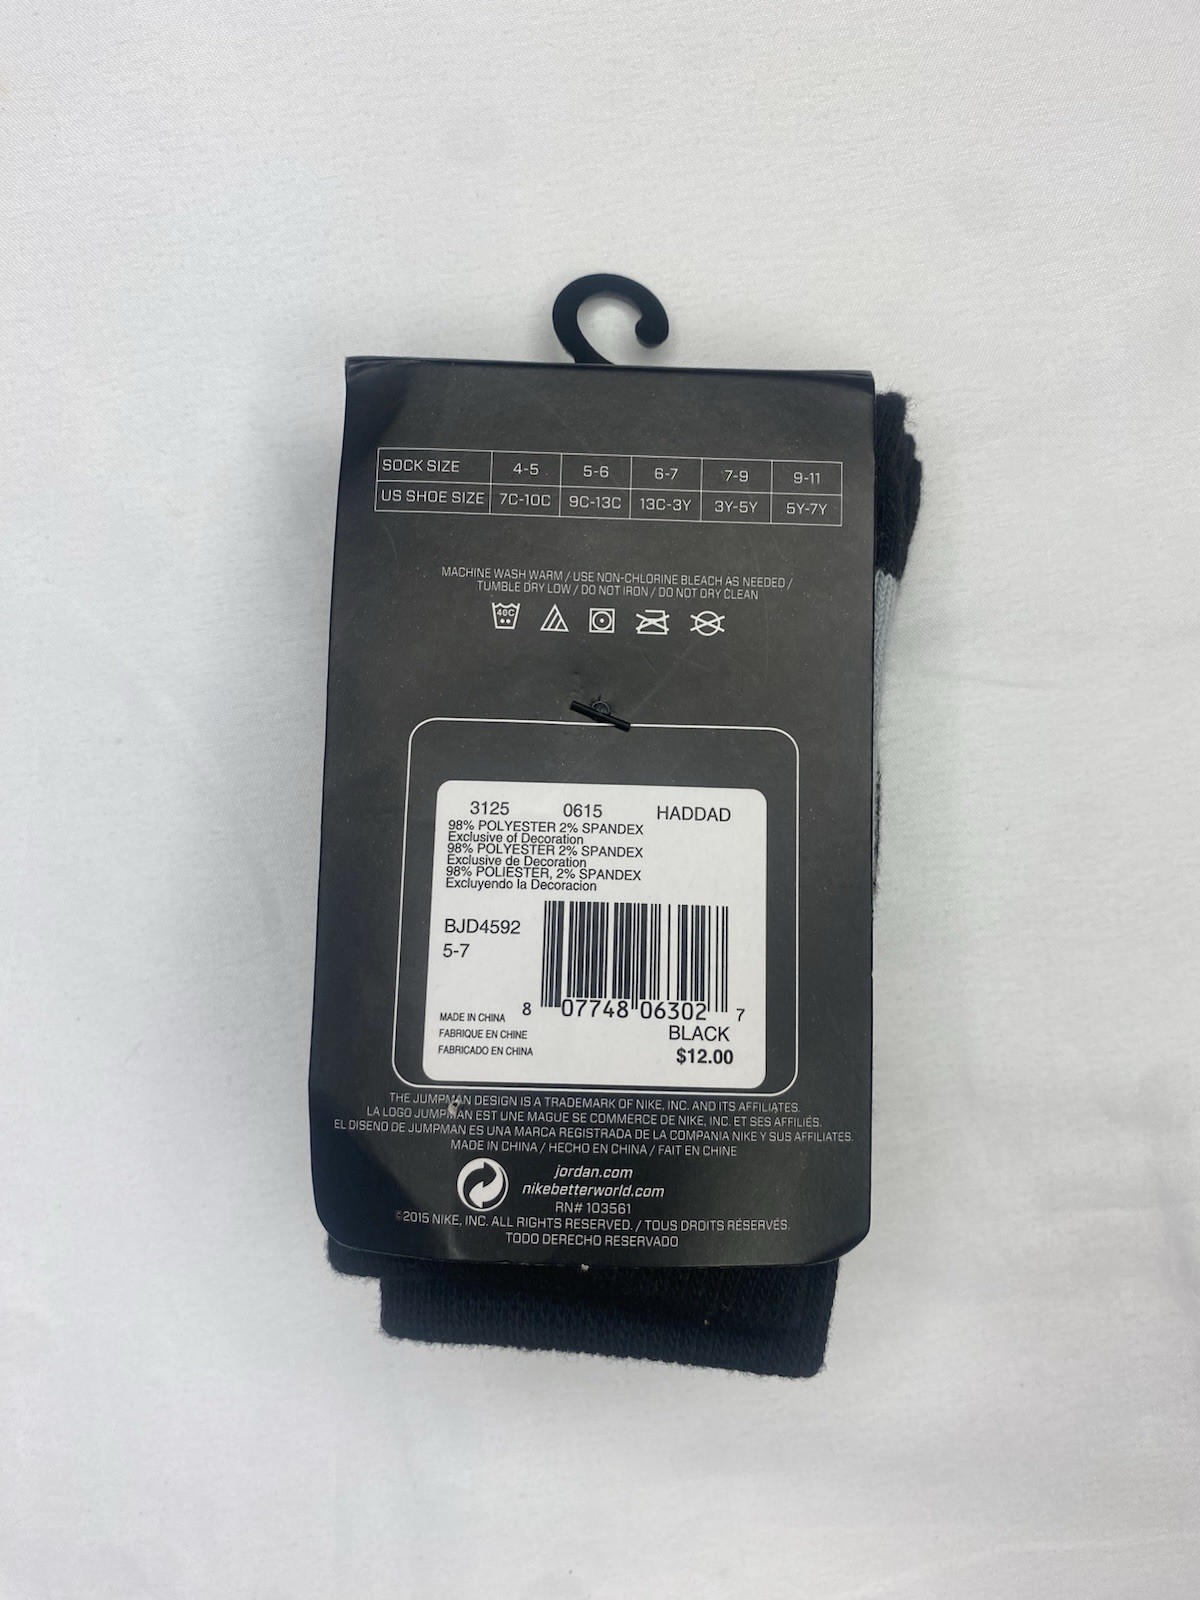 SOCK SIZE 4-5 5-6 6-7 7-9 9-11
US SHOE SIZE 7C-10C 9C-13C 13C-3Y 3Y-5Y 5Y-7Y
MACHINE WASH WARM / USE NON-CHLORINE BLEACH AS NEEDED /
TUMBLE DRY LOW / DO NOT IRON / DO NOT DRY CLEAN
40C
3125 0615 HADDAD
98% POLYESTER 2% SPANDEX
Exclusive of Decoration
98% POLYESTER 2% SPANDEX
Exclusive de Decoration
98% POLIESTER, 2% SPANDEX
Excluyendo la Decoracion
BJD4592
5-7
8 07748 06302 7
MADE IN CHINA
FABRIQUE EN CHINE
FABRICADO EN CHINA
BLACK
$12.00
THE JUMPMAN DESIGN IS A TRADEMARK OF NIKE, INC. AND ITS AFFILIATES.
LA LOGO JUMPMAN EST UNE MAGUE SE COMMERCE DE NIKE, INC. ET SES AFFILIÉS.
EL DISENO DE JUMPMAN ES UNA MARCA REGISTRADA DE LA COMPANIA NIKE Y SUS AFFILIATES.
MADE IN CHINA / HECHO EN CHINA / FAIT EN CHINE
jordan.com
nikebetterworld.com
RN# 103561
©2015 NIKE, INC. ALL RIGHTS RESERVED. / TOUS DROITS RÉSERVÉS.
TODO DERECHO RESERVADO